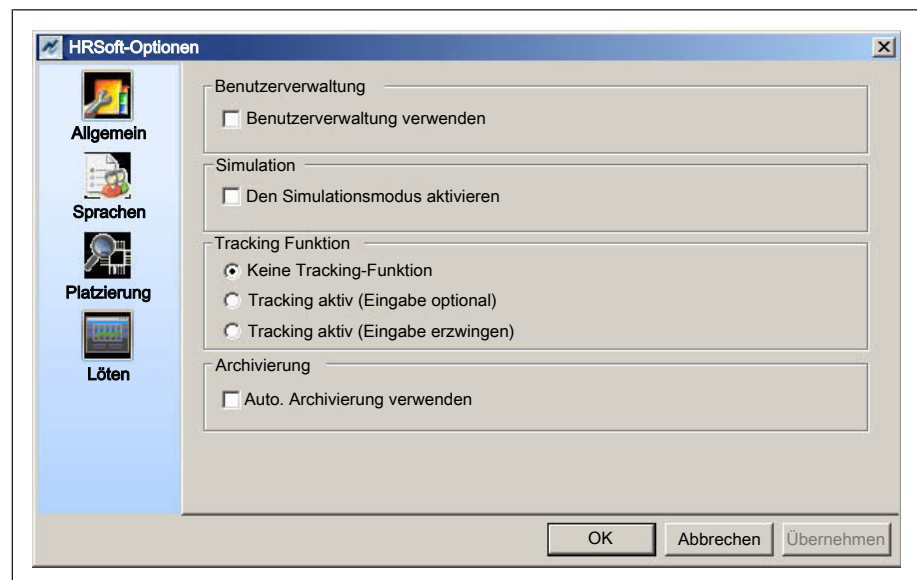 HRSoft-Optionen
Allgemein
Sprachen
Platzierung
Löten
Benutzerverwaltung
Benutzerverwaltung verwenden
Simulation
Den Simulationsmodus aktivieren
Tracking Funktion
Keine Tracking-Funktion
Tracking aktiv (Eingabe optional)
Tracking aktiv (Eingabe erzwingen)
Archivierung
Auto. Archivierung verwenden
OK
Abbrechen
Übernehmen